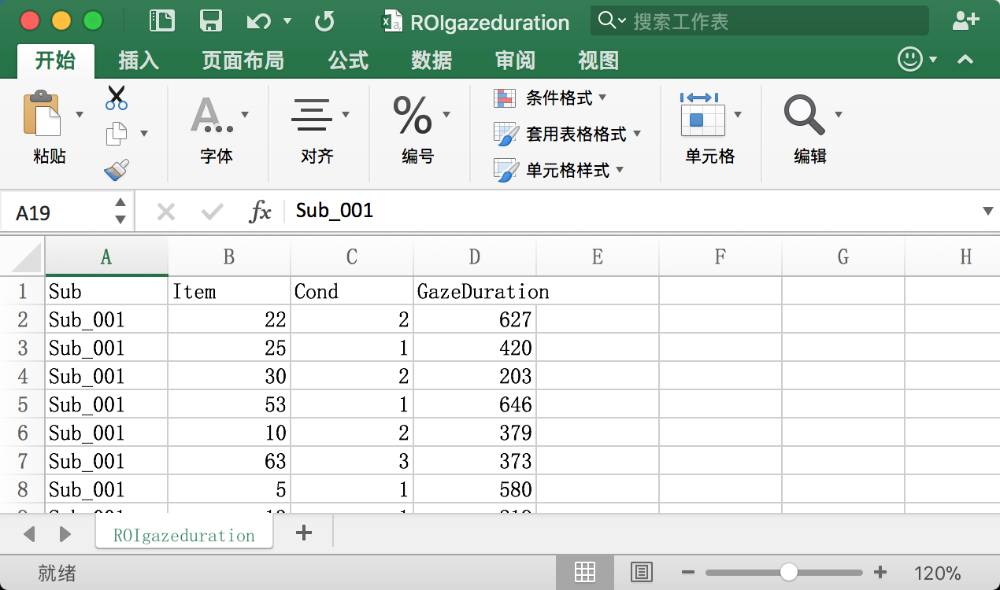 ROIgazeduration
搜索工作表
开始 插入 页面布局 公式 数据 审阅 视图
粘贴
字体
对齐
%
编号
条件格式
套用表格格式
单元格样式
单元格
编辑
A19 fx Sub_001
A B C D E F G H
1 Sub Item Cond GazeDuration
2 Sub_001 22 2 627
3 Sub_001 25 1 420
4 Sub_001 30 2 203
5 Sub_001 53 1 646
6 Sub_001 10 2 379
7 Sub_001 63 3 373
8 Sub_001 5 1 580
ROIgazeduration +
就绪 120%